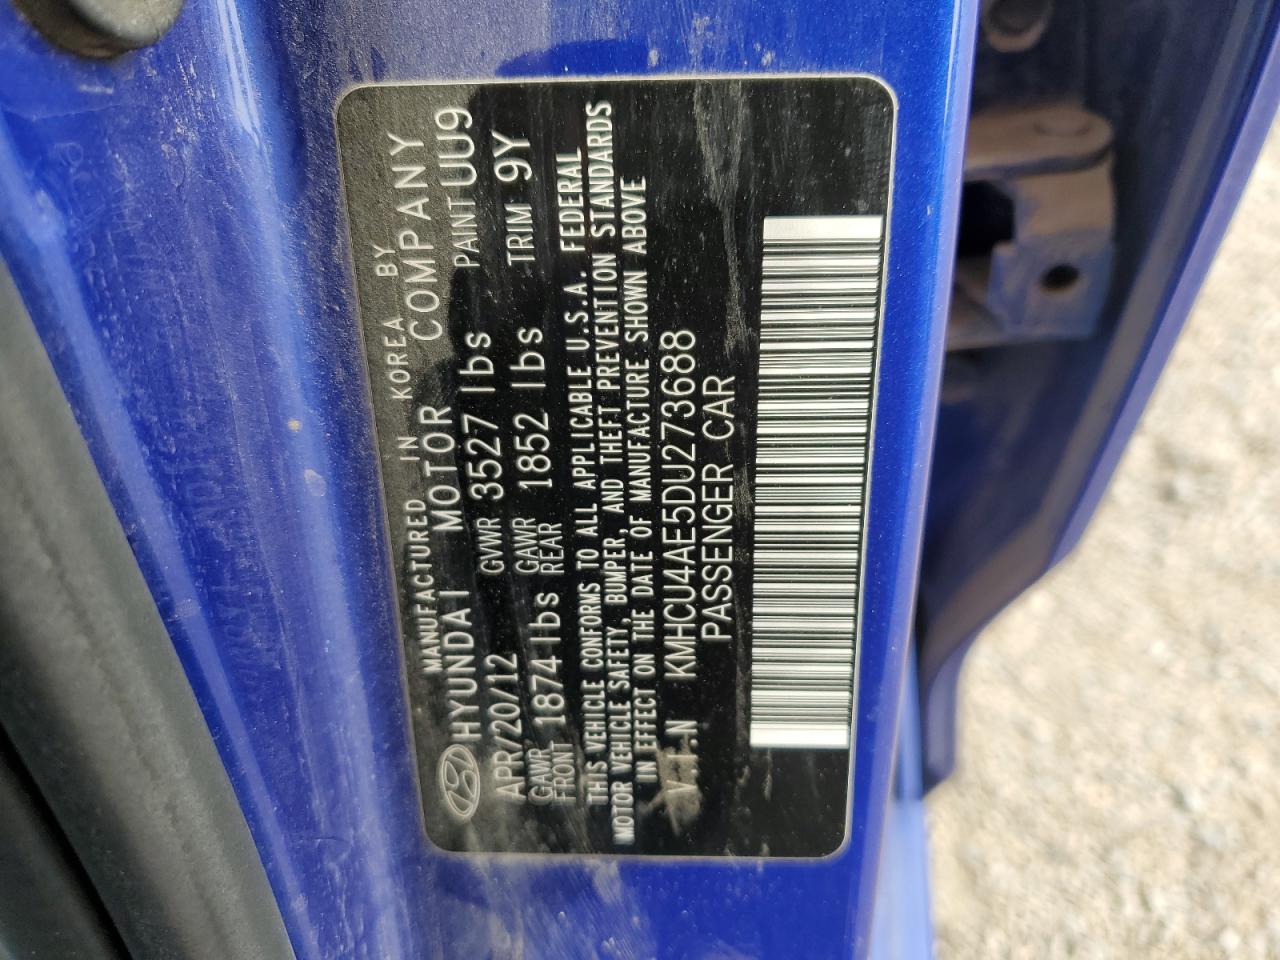 MANUFACTURED IN KOREA BY
HYUNDAI MOTOR COMPANY
APR/20/12 GVWR 3527 lbs PAINT UU9
GAWR FRONT 1874 lbs GAWR REAR 1852 lbs TRIM 9Y
THIS VEHICLE CONFORMS TO ALL APPLICABLE U.S.A. FEDERAL
MOTOR VEHICLE SAFETY, BUMPER, AND THEFT PREVENTION STANDARDS
IN EFFECT ON THE DATE OF MANUFACTURE SHOWN ABOVE
V.I.N KMHCU4AE5DU273688
PASSENGER CAR